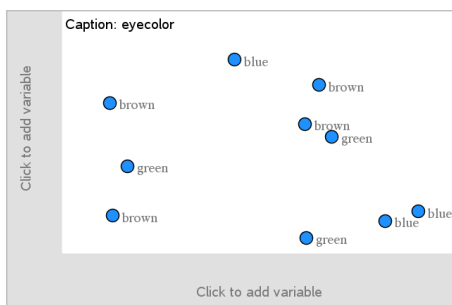 Caption: eyecolor
Click to add variable
blue
brown
brown
brown
green
green
brown
blue
blue
green
Click to add variable